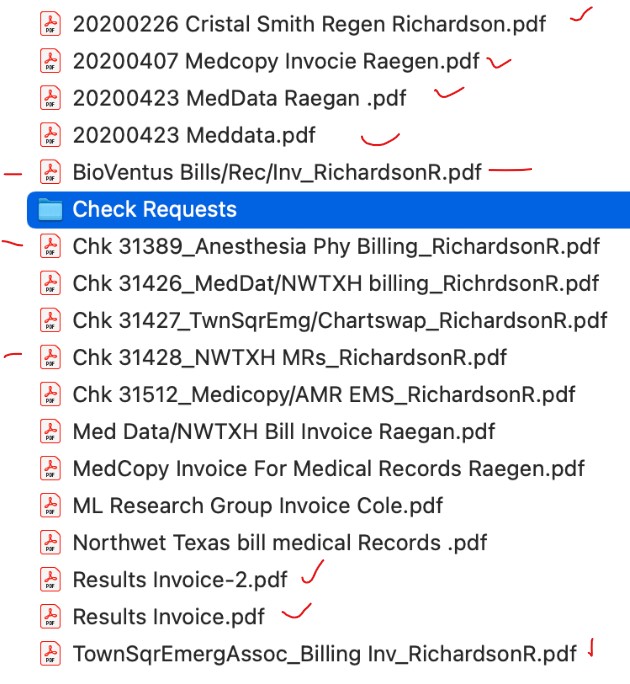 20200226 Cristal Smith Regen Richardson.pdf
20200407 Medcopy Invocie Raegen.pdf
20200423 MedData Raegan .pdf
20200423 Meddata.pdf
BioVentus Bills/Rec/Inv_RichardsonR.pdf
Check Requests
Chk 31389_Anesthesia Phy Billing_RichardsonR.pdf
Chk 31426_MedDat/NWTXH billing_RichrdsonR.pdf
Chk 31427_TwnSqrEmg/Chartswap_RichardsonR.pdf
Chk 31428_NWTXH MRs_RichardsonR.pdf
Chk 31512_Medicopy/AMR EMS_RichardsonR.pdf
Med Data/NWTXH Bill Invoice Raegan.pdf
MedCopy Invoice For Medical Records Raegen.pdf
ML Research Group Invoice Cole.pdf
Northwet Texas bill medical Records .pdf
Results Invoice-2.pdf
Results Invoice.pdf
TownSqrEmergAssoc_Billing Inv_RichardsonR.pdf